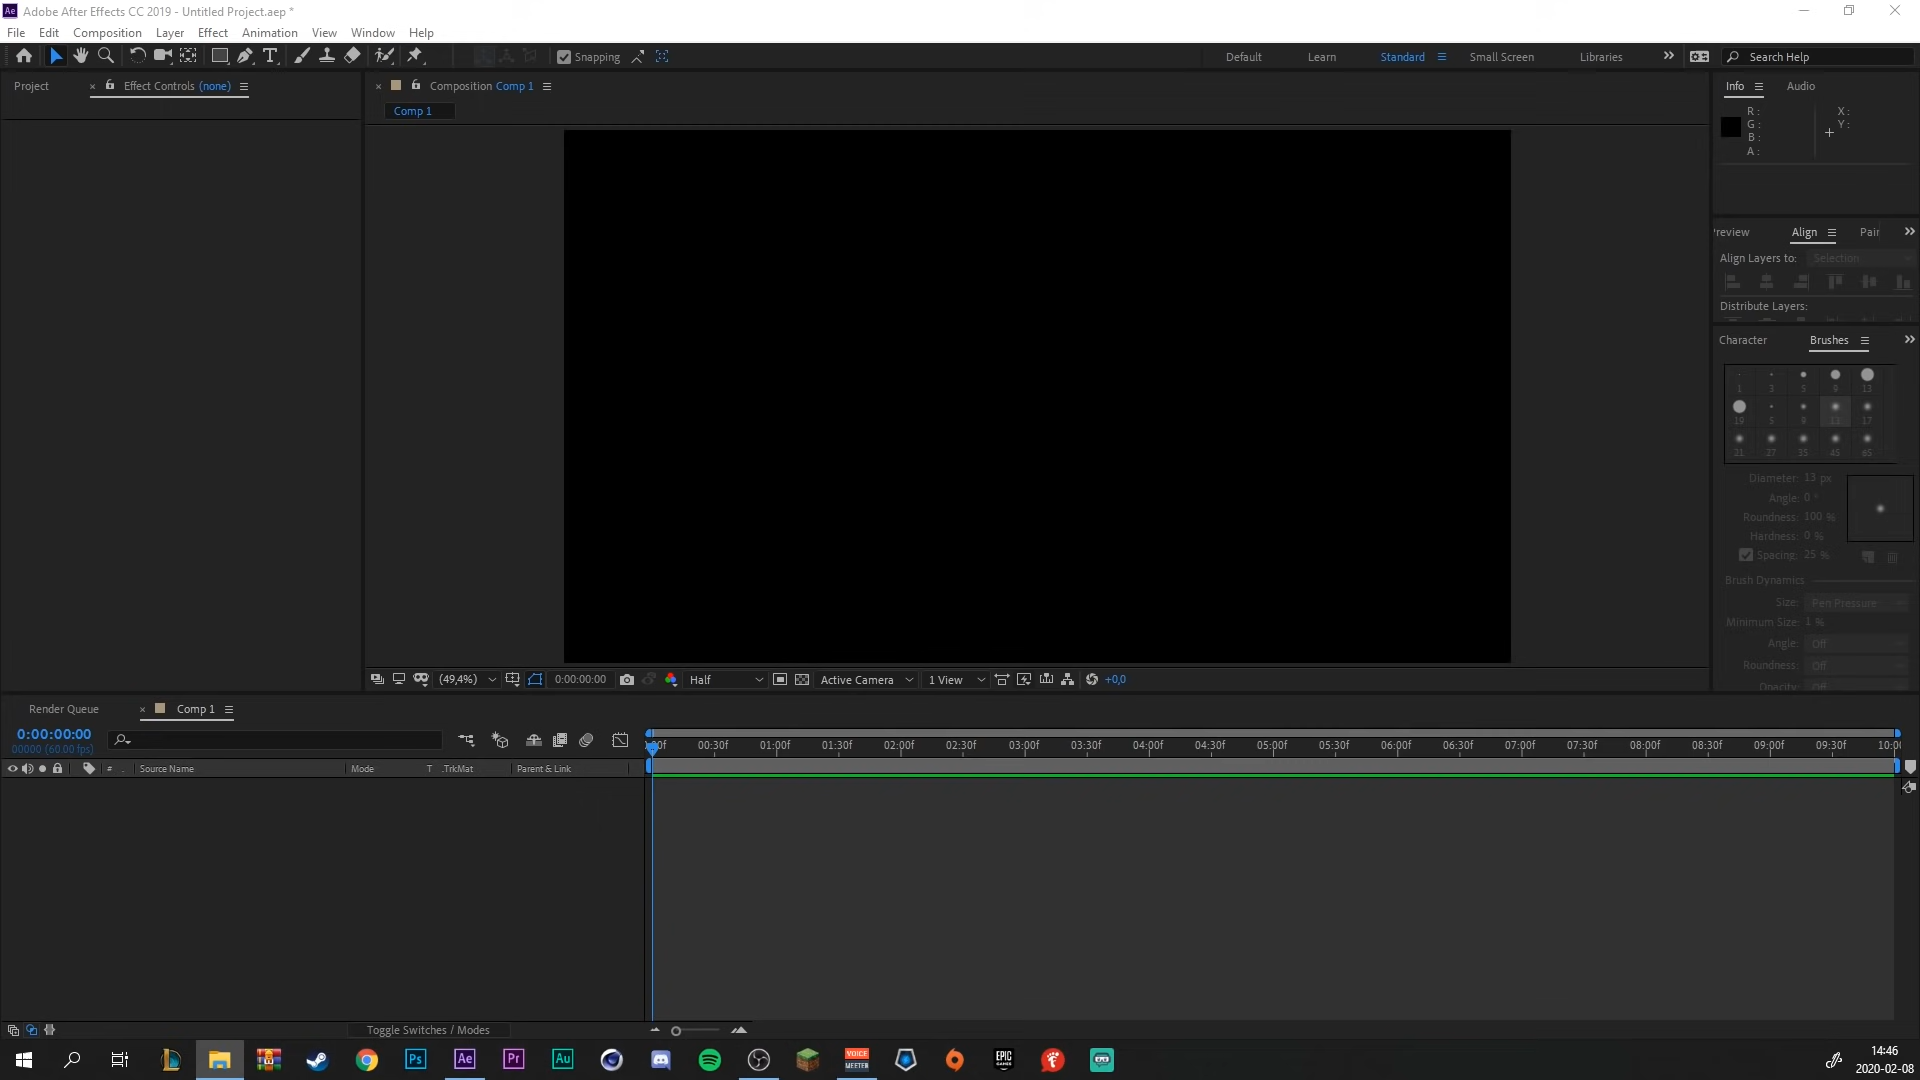 Ae Adobe After Effects CC 2019 - Untitled Project.aep *
File Edit Composition Layer Effect Animation View Window Help
Snapping Default Learn Standard Small Screen Libraries Search Help
Project Effect Controls (none) Composition Comp 1 Info Audio
Comp 1
R : X :
G : Y :
B :
A :
Preview Align Pain
Align Layers to: Selection
Distribute Layers:
Character Brushes
1 3 5 9 13
19 5 9 13 17
21 27 35 45 65
Diameter: 13 px
Angle: 0 °
Roundness: 100 %
Hardness: 0 %
Spacing: 25 %
Brush Dynamics
Size: Pen Pressure
Minimum Size: 1 %
Angle: Off
Roundness: Off
Opacity: Off
(49,4%) 0:00:00:00 Half Active Camera 1 View +0,0
Render Queue Comp 1
0:00:00:00
00000 (60.00 fps)
:00f 00:30f 01:00f 01:30f 02:00f 02:30f 03:00f 03:30f 04:00f 04:30f 05:00f 05:30f 06:00f 06:30f 07:00f 07:30f 08:00f 08:30f 09:00f 09:30f 10:0
# . Source Name Mode T .TrkMat Parent & Link
Toggle Switches / Modes
Ps Ae Pr Au VOICE MEETER EPIC GAMES
14:46
2020-02-08